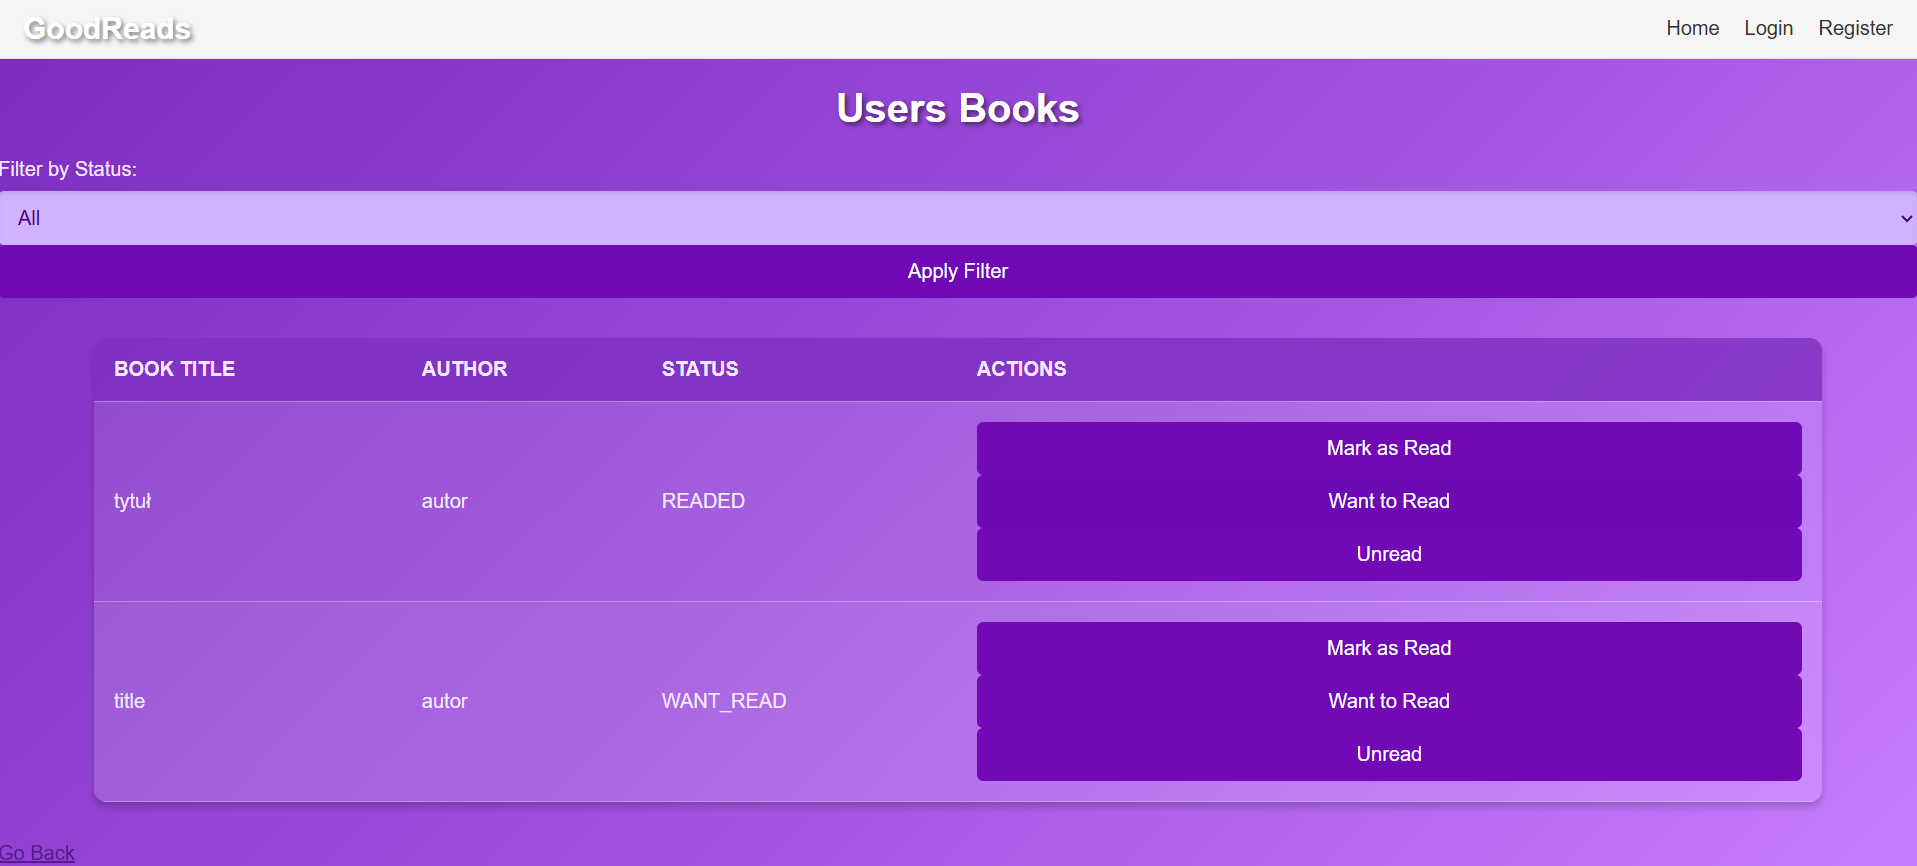 GoodReads
Home Login Register
Users Books
Filter by Status:
All
Apply Filter
BOOK TITLE AUTHOR STATUS ACTIONS
tytuł autor READED
Mark as Read
Want to Read
Unread
title autor WANT_READ
Mark as Read
Want to Read
Unread
Go Back